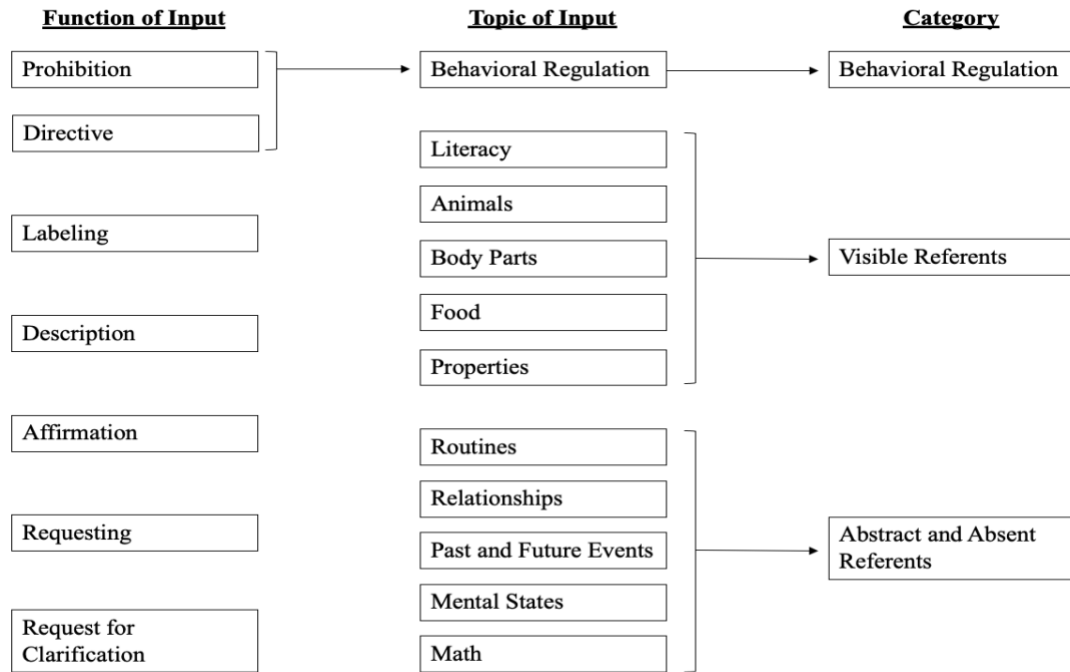 Function of Input
Topic of Input
Category
Prohibition
Behavioral Regulation
Behavioral Regulation
Directive
Literacy
Animals
Labeling
Body Parts
Visible Referents
Food
Description
Properties
Affirmation
Routines
Relationships
Requesting
Past and Future Events
Abstract and Absent
Referents
Mental States
Request for
Clarification
Math